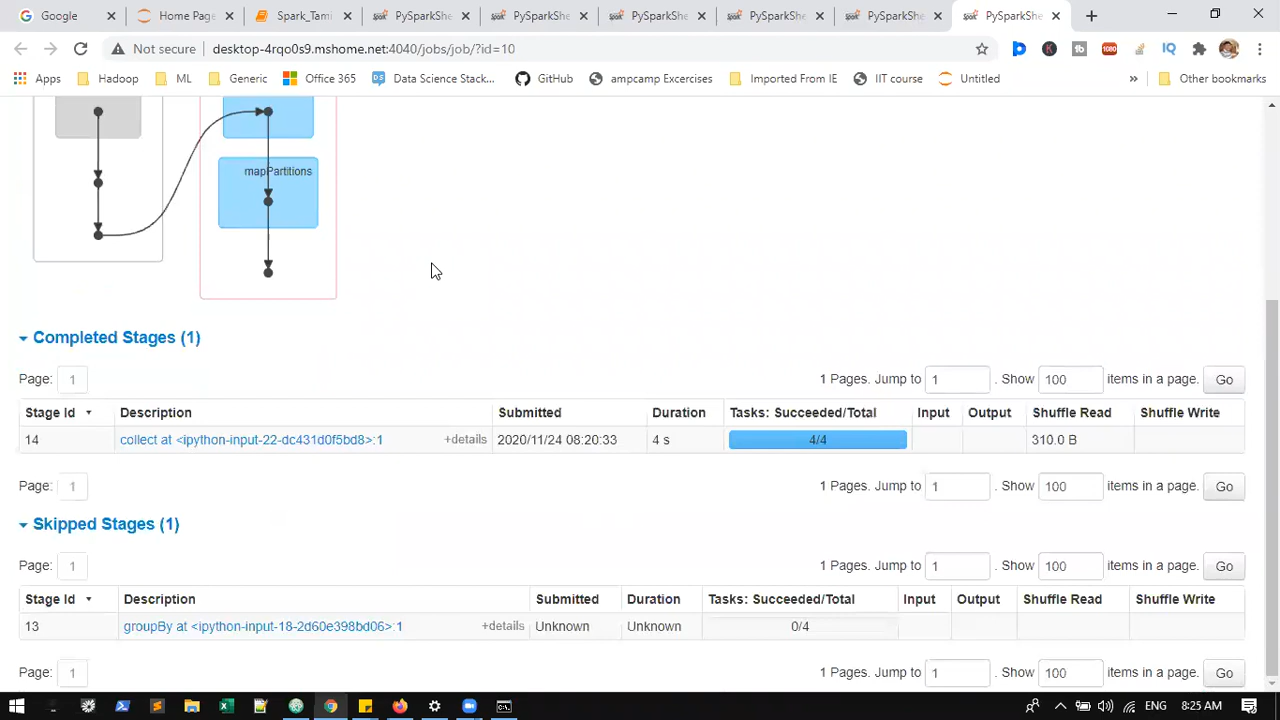 Google
Home Page
Spark_Tami
PySparkShe
PySparkShe
PySparkShe
PySparkShe
PySparkShe
PySparkShe
Not secure desktop-4rqo0s9.mshome.net:4040/jobs/job/?id=10
Apps Hadoop ML Generic Office 365 Data Science Stack... GitHub ampcamp Excercises Imported From IE IIT course Untitled » Other bookmarks
mapPartitions
Completed Stages (1)
Page: 1 1 Pages. Jump to 1 . Show 100 items in a page. Go
Stage Id Description Submitted Duration Tasks: Succeeded/Total Input Output Shuffle Read Shuffle Write
14 collect at <ipython-input-22-dc431d0f5bd8>:1 +details 2020/11/24 08:20:33 4 s 4/4 310.0 B
Page: 1 1 Pages. Jump to 1 . Show 100 items in a page. Go
Skipped Stages (1)
Page: 1 1 Pages. Jump to 1 . Show 100 items in a page. Go
Stage Id Description Submitted Duration Tasks: Succeeded/Total Input Output Shuffle Read Shuffle Write
13 groupBy at <ipython-input-18-2d60e398bd06>:1 +details Unknown Unknown 0/4
Page: 1 1 Pages. Jump to 1 . Show 100 items in a page. Go
ENG 8:25 AM